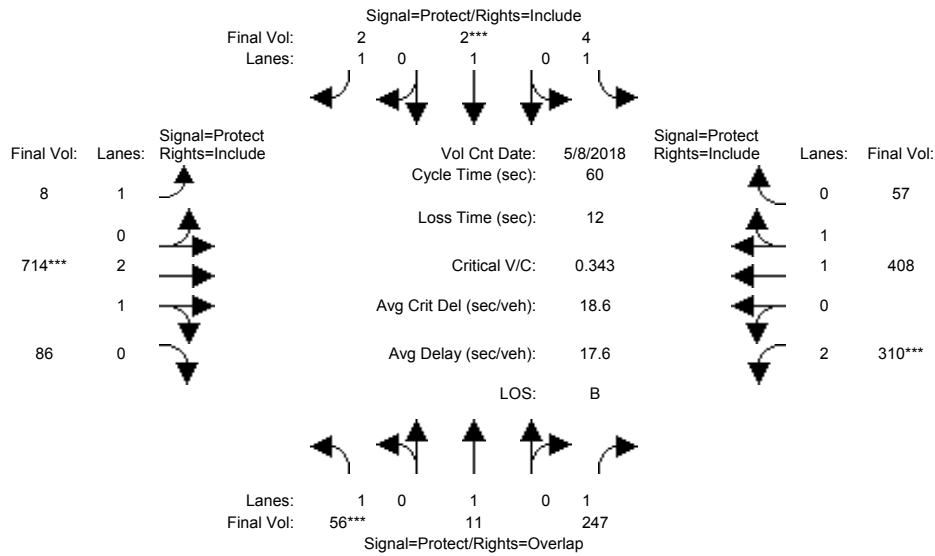 Signal=Protect/Rights=Include
Final Vol: 2 2*** 4
Lanes: 1 0 1 0 1
Signal=Protect Signal=Protect
Final Vol: Lanes: Rights=Include Vol Cnt Date: 5/8/2018 Rights=Include Lanes: Final Vol:
Cycle Time (sec): 60
8 1 0 57
Loss Time (sec): 12
0 1
714*** 2 Critical V/C: 0.343 1 408
1 Avg Crit Del (sec/veh): 18.6 0
86 0 Avg Delay (sec/veh): 17.6 2 310***
LOS: B
Lanes: 1 0 1 0 1
Final Vol: 56*** 11 247
Signal=Protect/Rights=Overlap